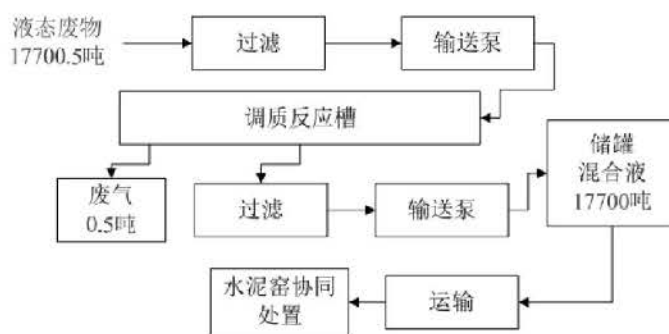 液态废物
17700.5吨
过滤
输送泵
调质反应槽
废气
0.5吨
过滤
输送泵
储罐
混合液
17700吨
水泥窑协同
处置
运输